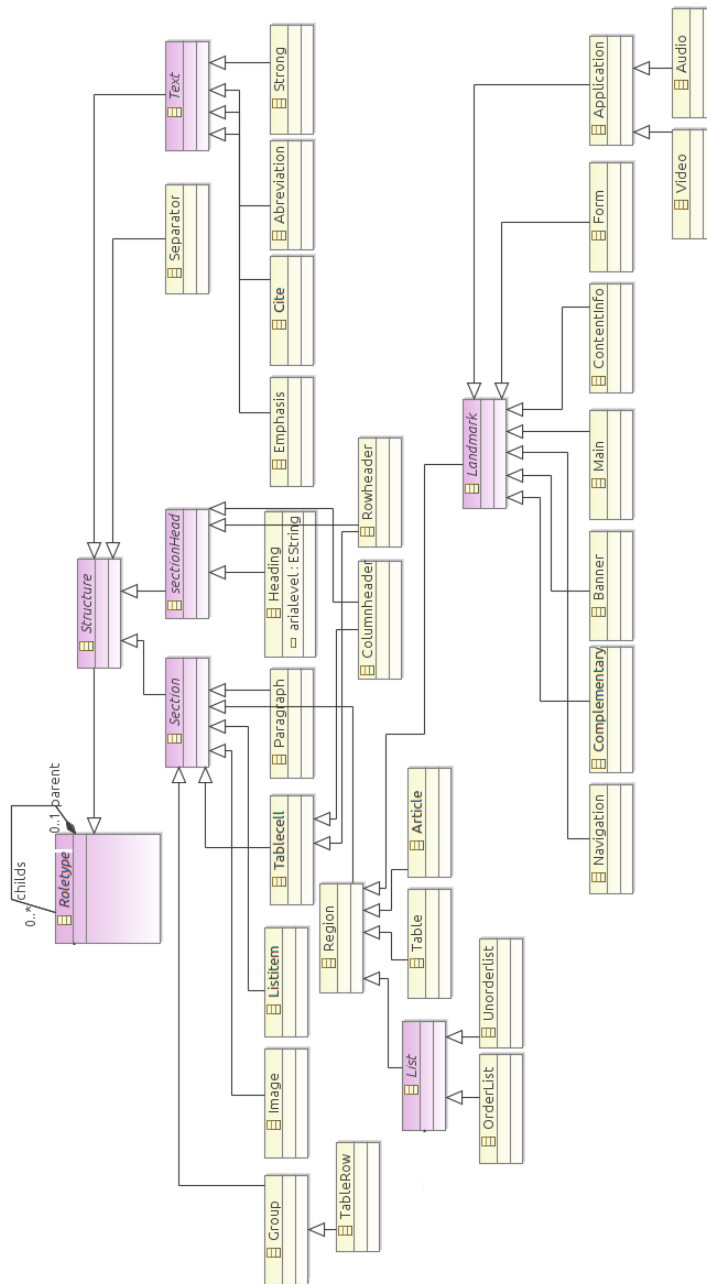 0..* childs
0..1 parent
Roletype
Structure
Section
sectionHead
Separator
Text
Group
Image
Listitem
Tablecell
Paragraph
Heading
arialevel : EString
Emphasis
Cite
Abreviation
Strong
TableRow
Region
Columnheader
Rowheader
List
Table
Article
OrderList
Unorderlist
Landmark
Navigation
Complementary
Banner
Main
ContentInfo
Form
Application
Video
Audio